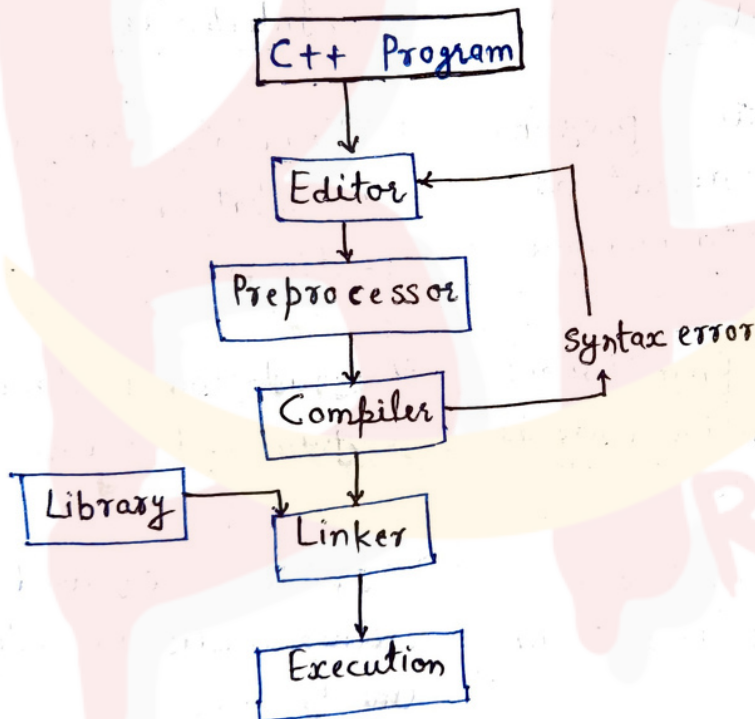 C++ Program
Editor
Preprocessor
syntax error
Compiler
Library
Linker
Execution